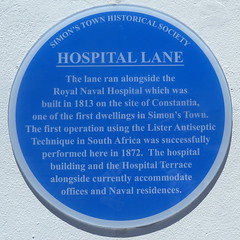 SIMON'S TOWN HISTORICAL SOCIETY
HOSPITAL LANE
The lane ran alongside the
Royal Naval Hospital which was
built in 1813 on the site of Constantia,
one of the first dwellings in Simon's Town.
The first operation using the Lister Antiseptic
Technique in South Africa was successfully
performed here in 1872. The hospital
building and the Hospital Terrace
alongside currently accommodate
offices and Naval residences.